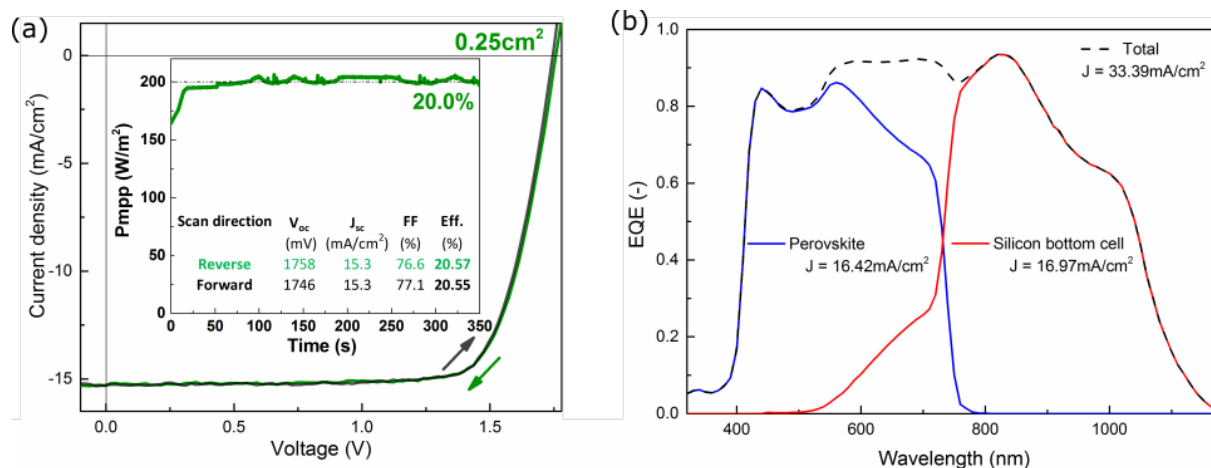 (a)
0.25cm²
Current density (mA/cm²)
0
-5
-10
-15
0.0
0.5
1.0
1.5
Voltage (V)
Pmpp (W/m²)
200
150
100
50
0
20.0%
Scan direction V_oc J_sc FF Eff.
(mV) (mA/cm²) (%) (%)
Reverse 1758 15.3 76.6 20.57
Forward 1746 15.3 77.1 20.55
0 50 100 150 200 250 300 350
Time (s)
(b)
EQE (-)
1.0
0.8
0.6
0.4
0.2
0.0
Total
J = 33.39mA/cm²
Perovskite
J = 16.42mA/cm²
Silicon bottom cell
J = 16.97mA/cm²
400 600 800 1000
Wavelength (nm)